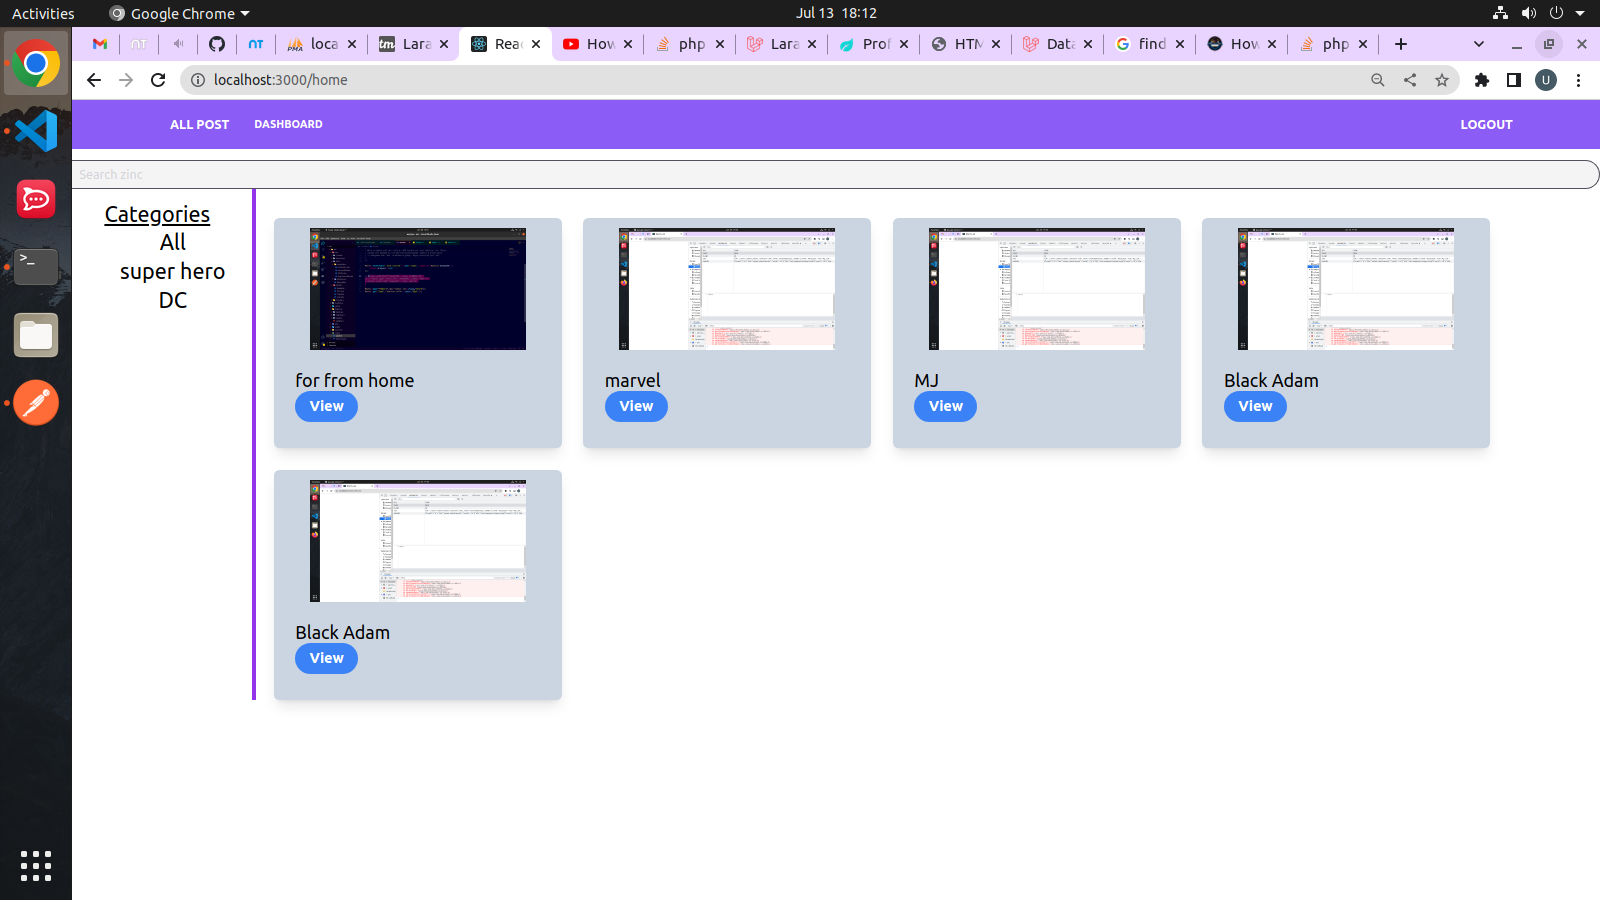 Activities Google Chrome Jul 13 18:12
loca Lara Reac How php Lara Prof HTM Data find How php
localhost:3000/home U
ALL POST DASHBOARD LOGOUT
Search zinc
Categories
All
super hero
DC
for from home
View
marvel
View
MJ
View
Black Adam
View
Black Adam
View